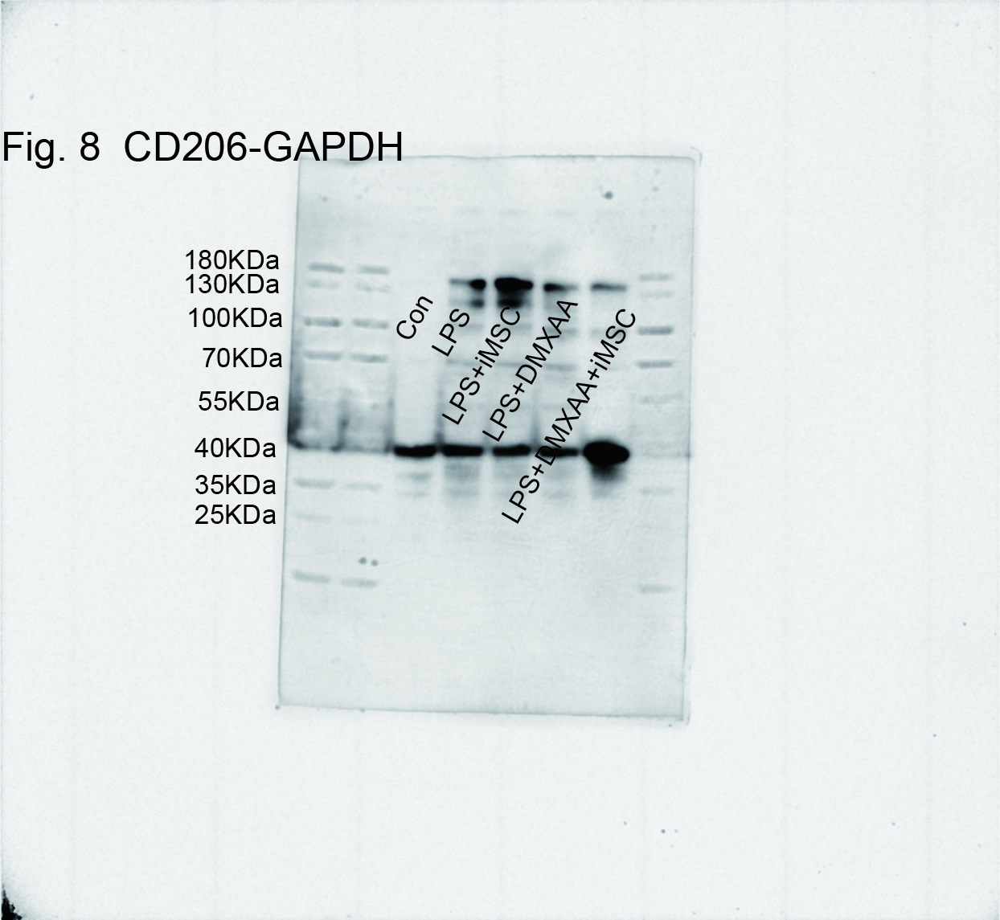 Fig. 8  CD206-GAPDH
180KDa
130KDa
100KDa
70KDa
55KDa
40KDa
35KDa
25KDa
Con
LPS
LPS+iMSC
LPS+DMXAA
LPS+DMXAA+iMSC